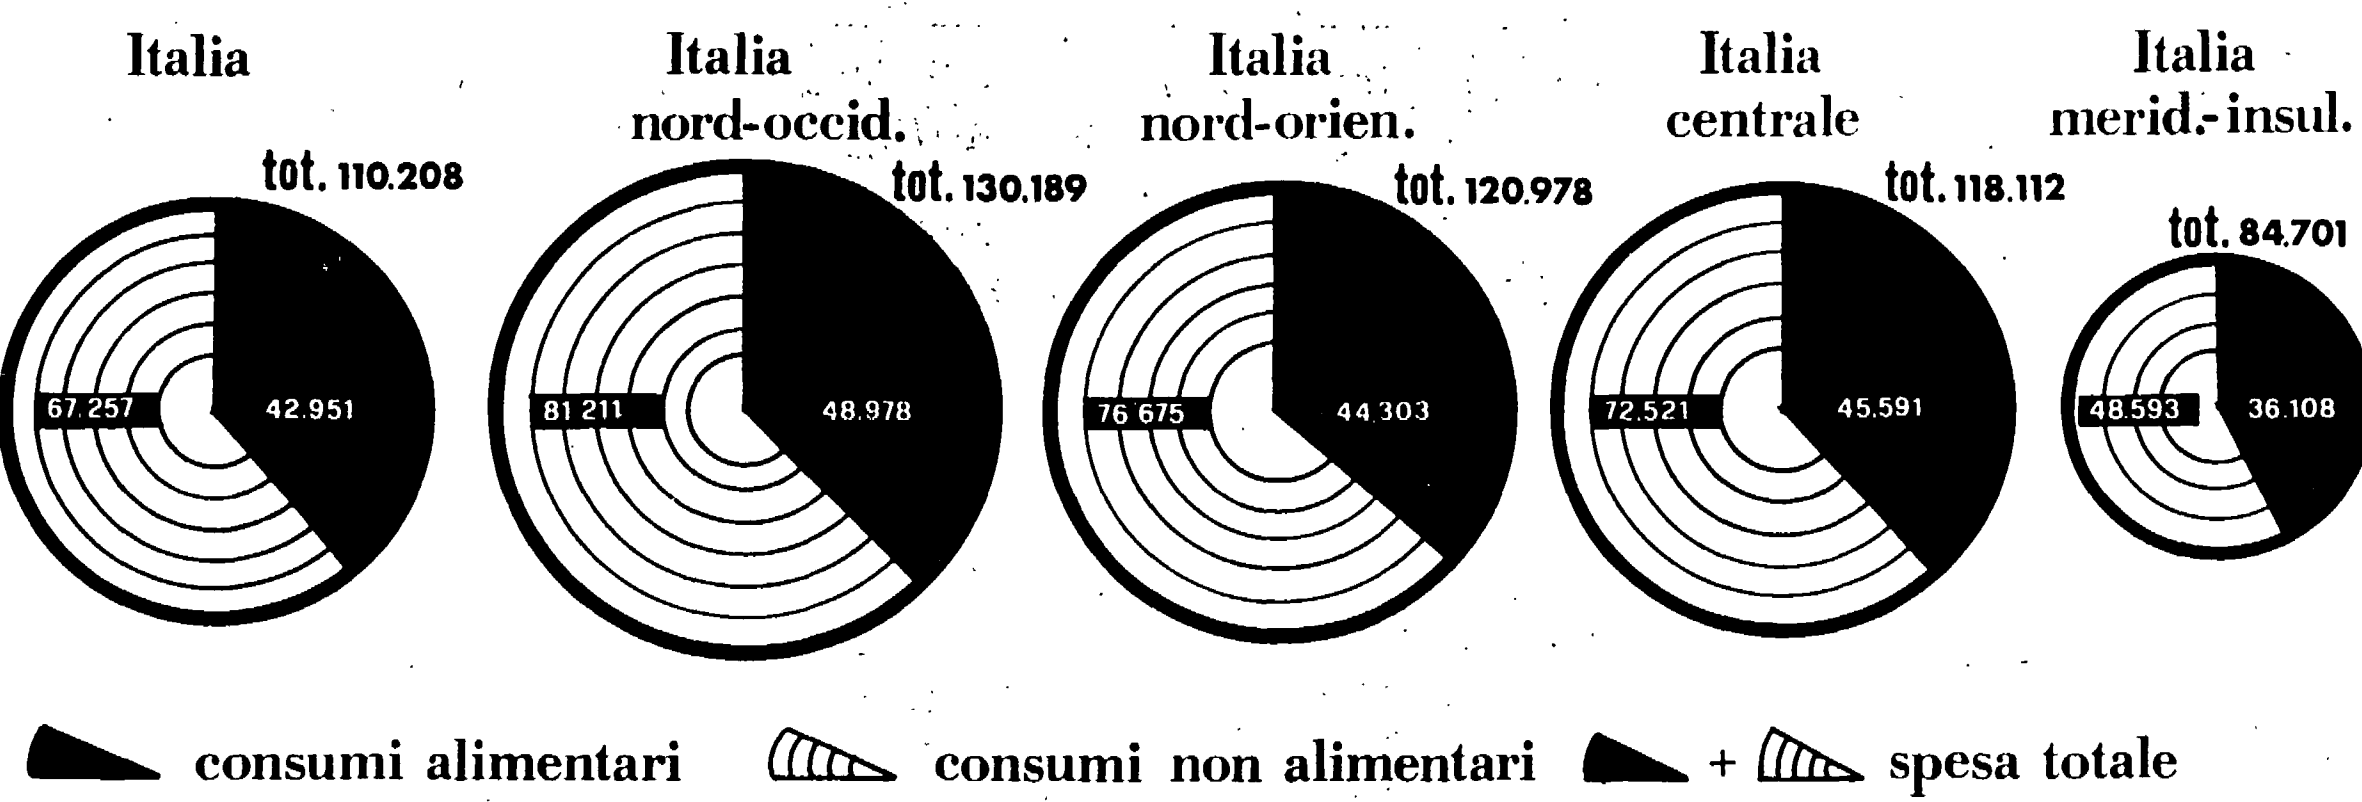 Italia
tot. 110.208
67.257
42.951
Italia
nord-occid.
tot. 130.189
81 211
48.978
Italia
nord-orien.
tot. 120.978
76 675
44.303
Italia
centrale
tot. 118.112
72.521
45.591
Italia
merid.-insul.
tot. 84.701
48.593
36.108
consumi alimentari
consumi non alimentari
+ spesa totale